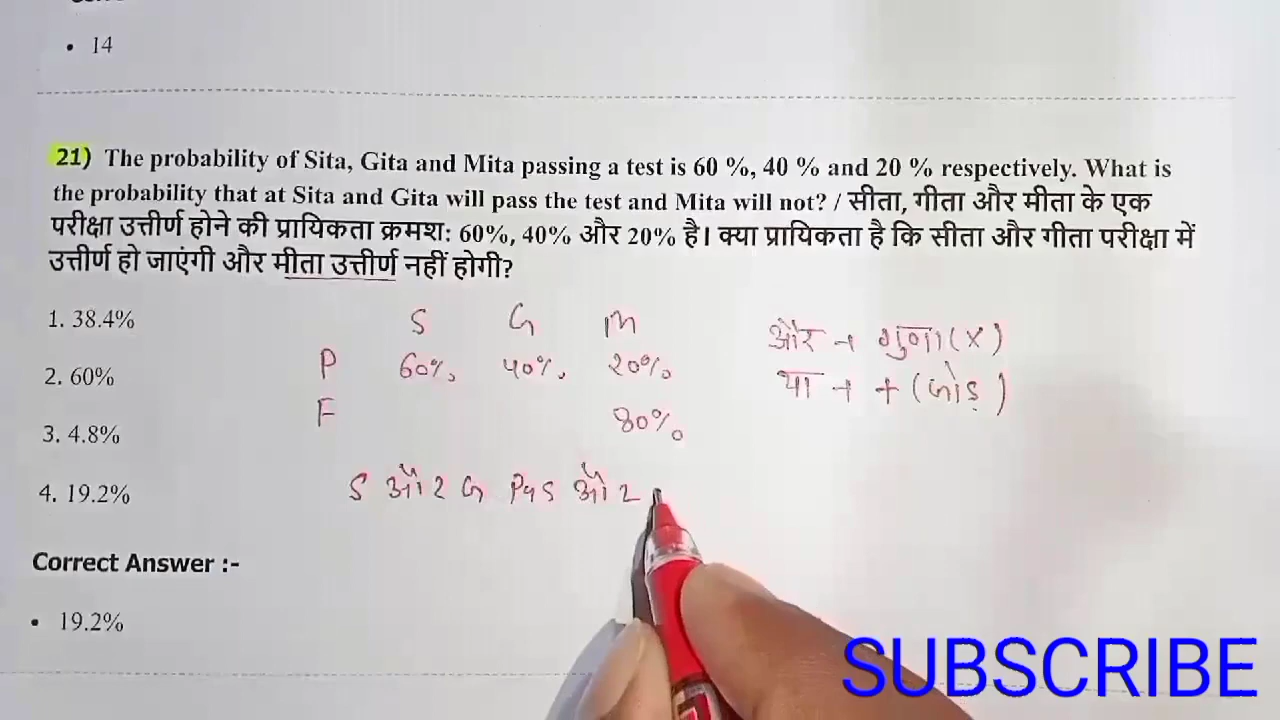 • 14
21) The probability of Sita, Gita and Mita passing a test is 60 %, 40 % and 20 % respectively. What is
the probability that at Sita and Gita will pass the test and Mita will not? / सीता, गीता और मीता के एक
परीक्षा उत्तीर्ण होने की प्रायिकता क्रमश: 60%, 40% और 20% है। क्या प्रायिकता है कि सीता और गीता परीक्षा में
उत्तीर्ण हो जाएंगी और मीता उत्तीर्ण नहीं होगी?
1. 38.4%
2. 60%
3. 4.8%
4. 19.2%
S G M
P 60% 40% 20%
F 80%
और → गुणा (×)
या → + (जोड़)
S और G Pas और
Correct Answer :-
• 19.2%
SUBSCRIBE